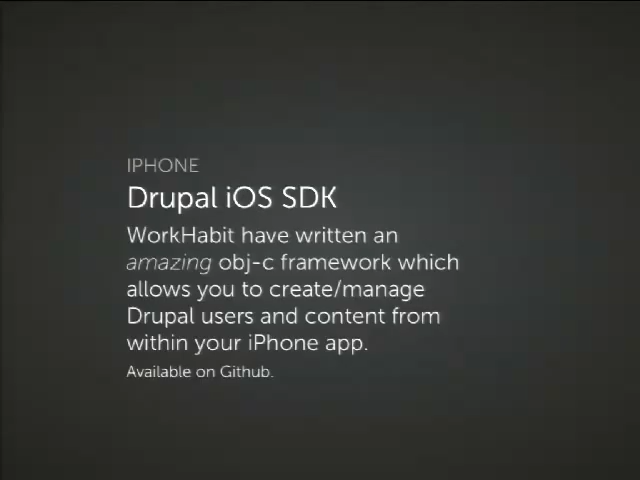 IPHONE
Drupal iOS SDK
WorkHabit have written an
amazing obj-c framework which
allows you to create/manage
Drupal users and content from
within your iPhone app.
Available on Github.